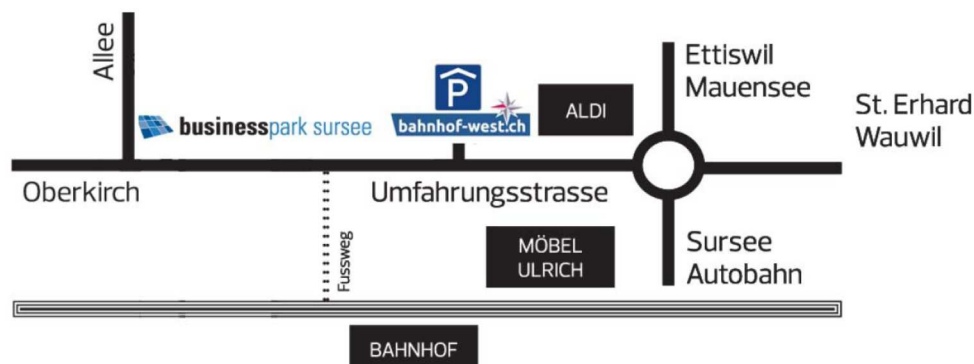 Allee
businesspark sursee
P
bahnhof-west.ch
ALDI
Ettiswil
Mauensee
St. Erhard
Wauwil
Oberkirch
Umfahrungsstrasse
Fussweg
MÖBEL
ULRICH
Sursee
Autobahn
BAHNHOF